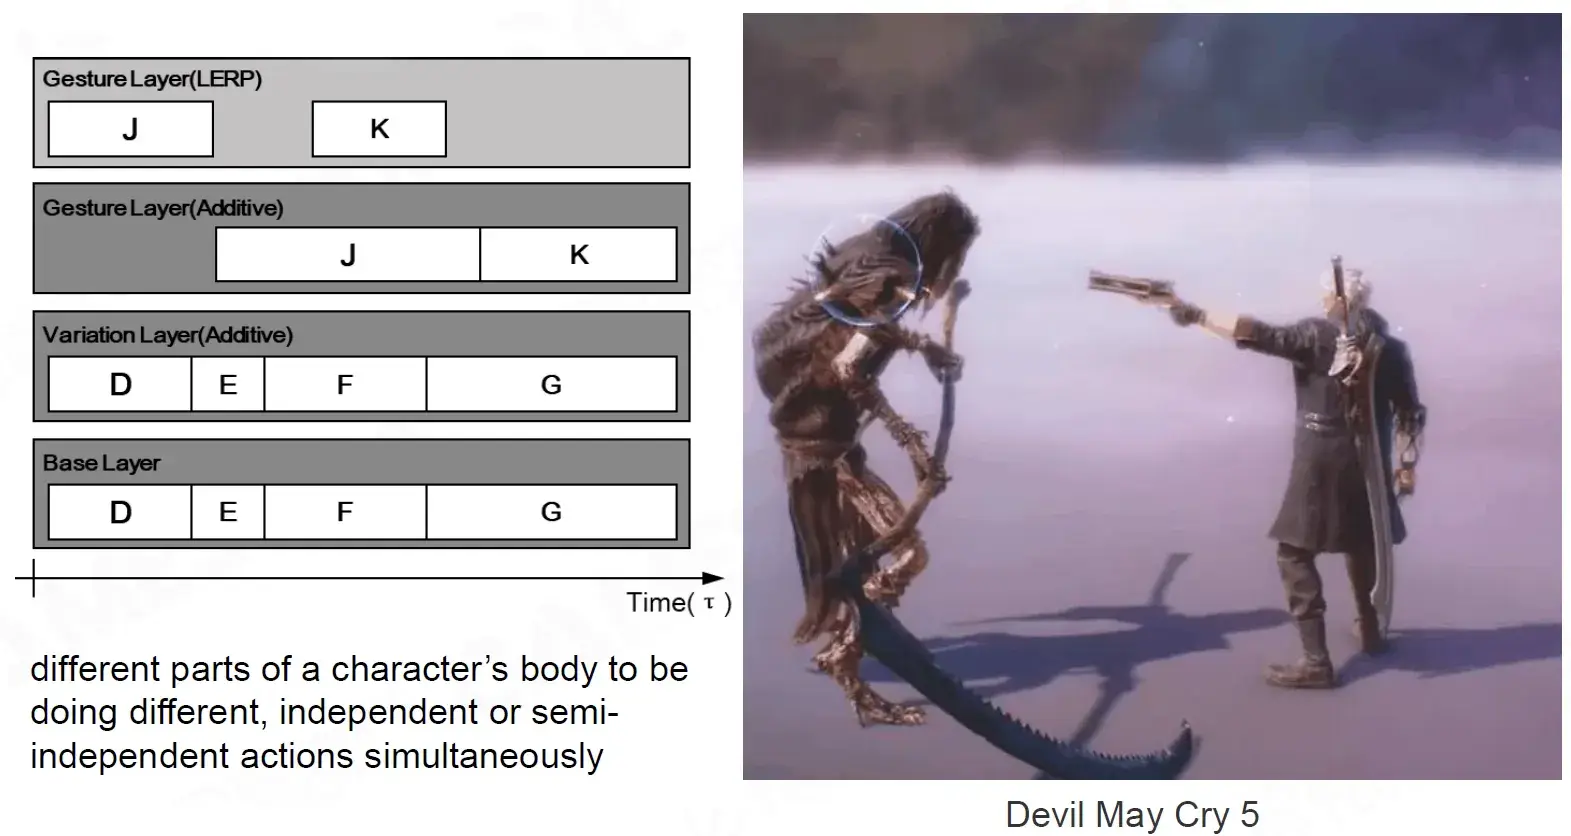 Gesture Layer(LERP)
J
K
Gesture Layer(Additive)
J
K
Variation Layer(Additive)
D
E
F
G
Base Layer
D
E
F
G
Time( τ )
different parts of a character’s body to be
doing different, independent or semi-
independent actions simultaneously
Devil May Cry 5